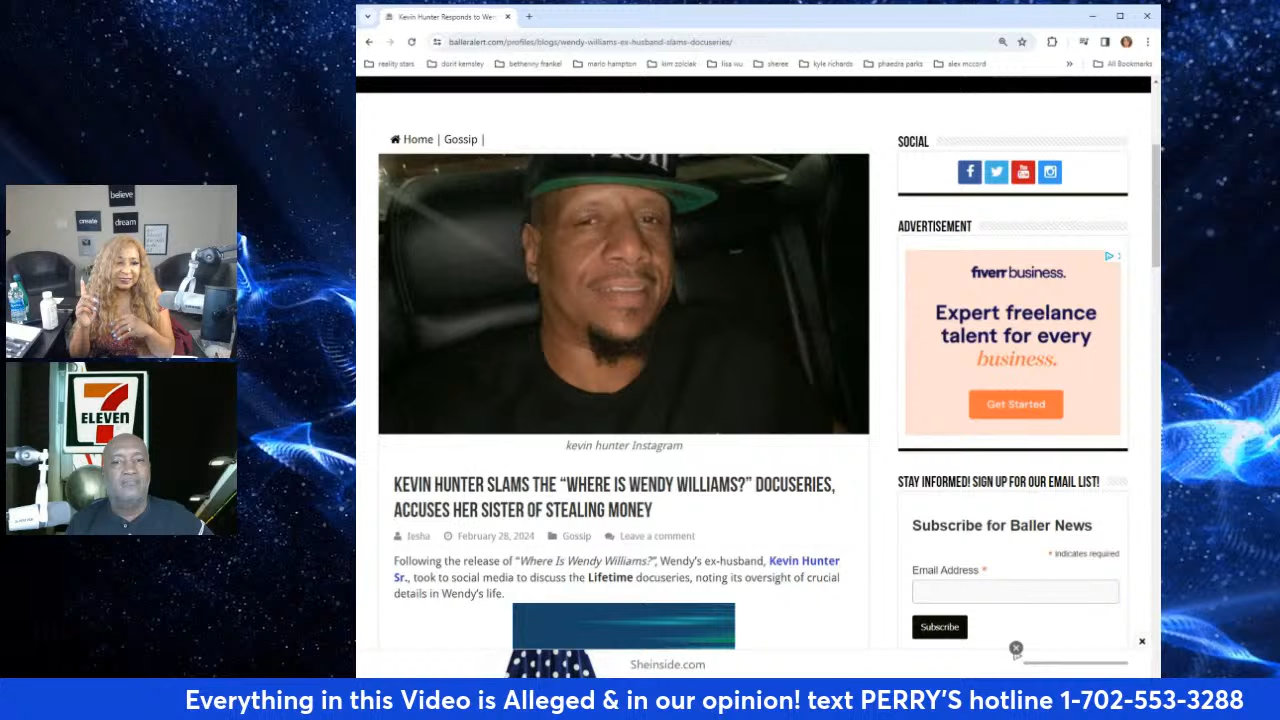 Kevin Hunter Responds to Wen
balleralert.com/profiles/blogs/wendy-williams-ex-husband-slams-docuseries/
reality stars
dorit kemsley
bethenny frankel
marlo hampton
kim zolciak
lisa wu
sheree
kyle richards
phaedra parks
alex mccord
»
All Bookmarks
Home | Gossip |
kevin hunter Instagram
KEVIN HUNTER SLAMS THE “WHERE IS WENDY WILLIAMS?” DOCUSERIES,
ACCUSES HER SISTER OF STEALING MONEY
Iesha
February 28, 2024
Gossip
Leave a comment
Following the release of “Where Is Wendy Williams?”, Wendy’s ex-husband, Kevin Hunter
Sr., took to social media to discuss the Lifetime docuseries, noting its oversight of crucial
details in Wendy’s life.
Sheinside.com
SOCIAL
ADVERTISEMENT
fiverr business.
Expert freelance
talent for every
business.
Get Started
STAY INFORMED! SIGN UP FOR OUR EMAIL LIST!
Subscribe for Baller News
* indicates required
Email Address *
Subscribe
believe
create
dream
7
ELEVEN
Everything in this Video is Alleged & in our opinion! text PERRY’S hotline 1-702-553-3288